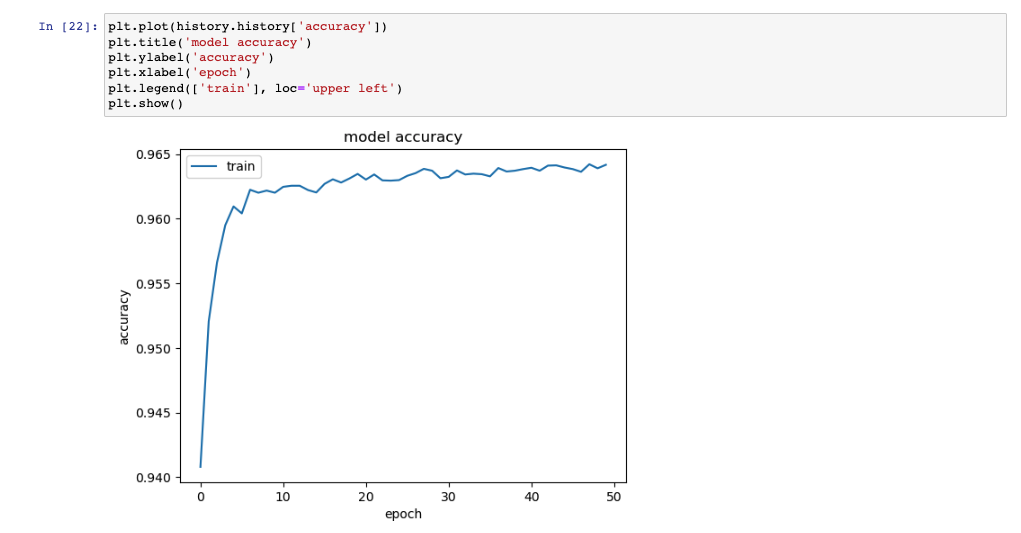 In [22]: plt.plot(history.history['accuracy'])
plt.title('model accuracy')
plt.ylabel('accuracy')
plt.xlabel('epoch')
plt.legend(['train'], loc='upper left')
plt.show()
model accuracy
train
0.965
0.960
0.955
0.950
0.945
0.940
accuracy
0 10 20 30 40 50
epoch